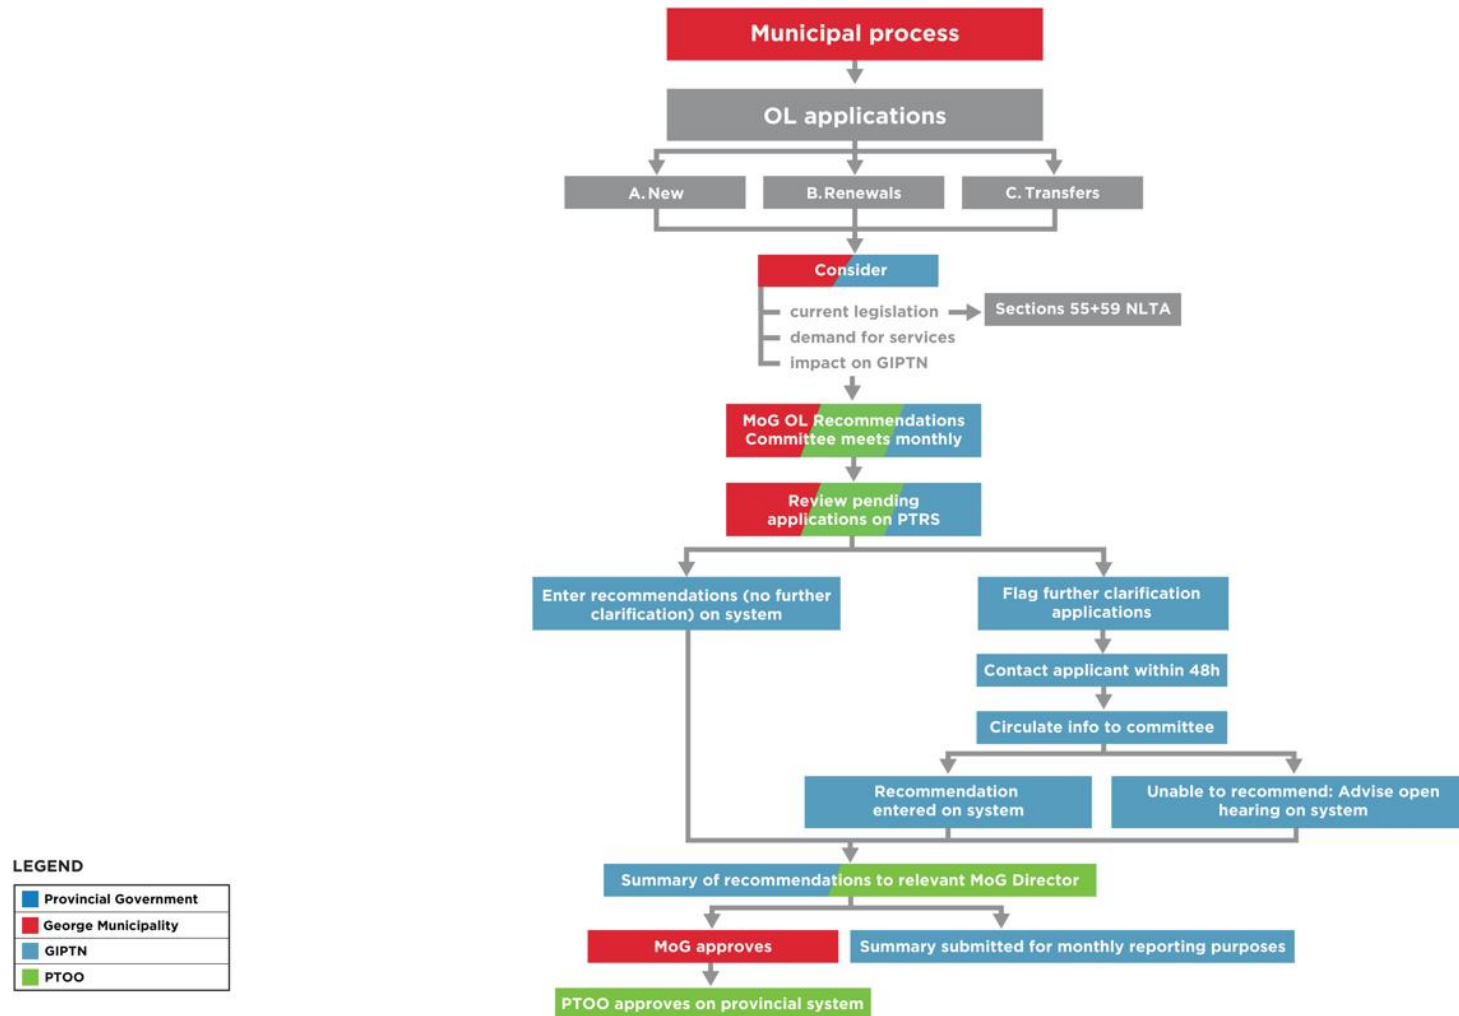 Municipal process
OL applications
A. New
B. Renewals
C. Transfers
Consider
current legislation
Sections 55+59 NLTA
demand for services
impact on GIPTN
MoG OL Recommendations
Committee meets monthly
Review pending
applications on PTRS
Enter recommendations (no further
clarification) on system
Flag further clarification
applications
Contact applicant within 48h
Circulate info to committee
Recommendation
entered on system
Unable to recommend: Advise open
hearing on system
Summary of recommendations to relevant MoG Director
MoG approves
Summary submitted for monthly reporting purposes
PTOO approves on provincial system
LEGEND
Provincial Government
George Municipality
GIPTN
PTOO